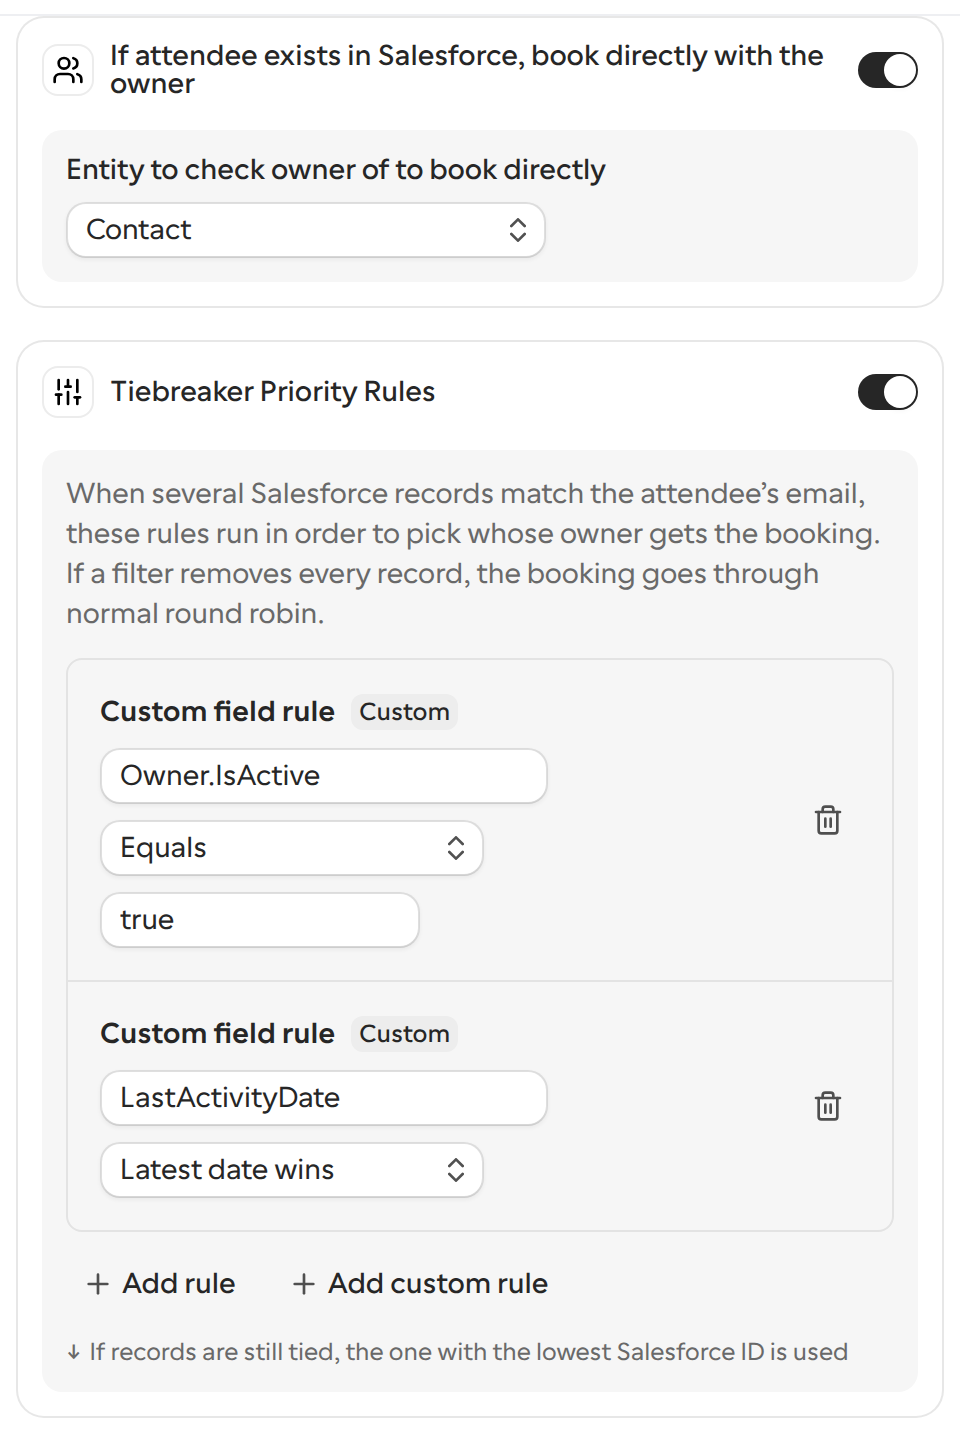 If attendee exists in Salesforce, book directly with the
owner
Entity to check owner of to book directly
Contact
Tiebreaker Priority Rules
When several Salesforce records match the attendee’s email,
these rules run in order to pick whose owner gets the booking.
If a filter removes every record, the booking goes through
normal round robin.
Custom field rule Custom
Owner.IsActive
Equals
true
Custom field rule Custom
LastActivityDate
Latest date wins
+ Add rule + Add custom rule
↓ If records are still tied, the one with the lowest Salesforce ID is used